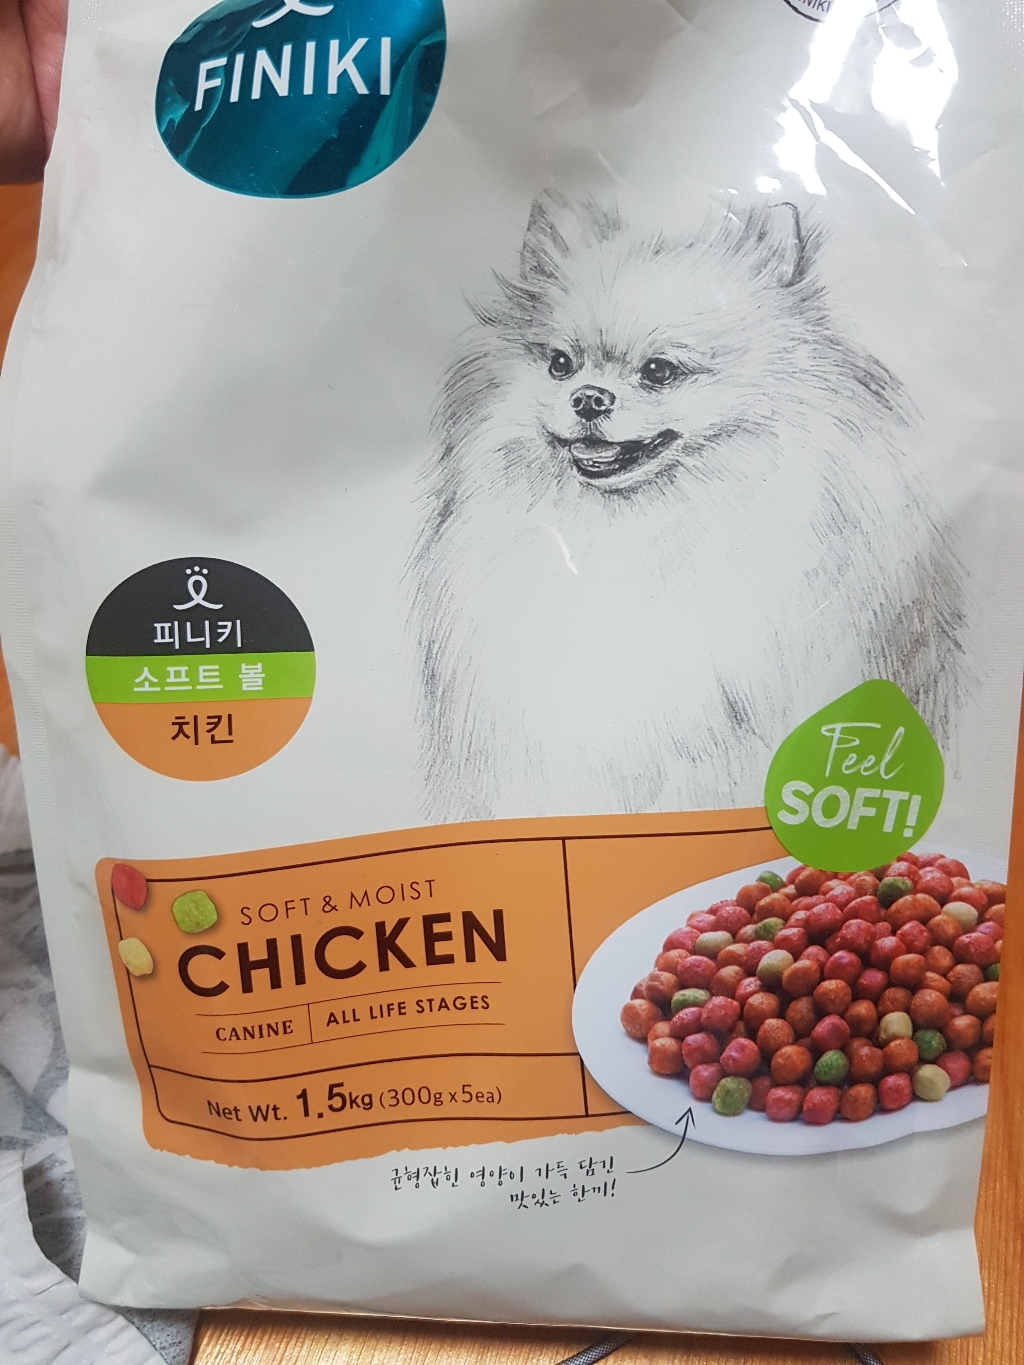 FINIKI
피니키
소프트 볼
치킨
Feel
SOFT!
SOFT & MOIST
CHICKEN
CANINE
ALL LIFE STAGES
Net Wt. 1.5kg (300g x 5ea)
균형잡힌 영양이 가득 담긴
맛있는 한끼!